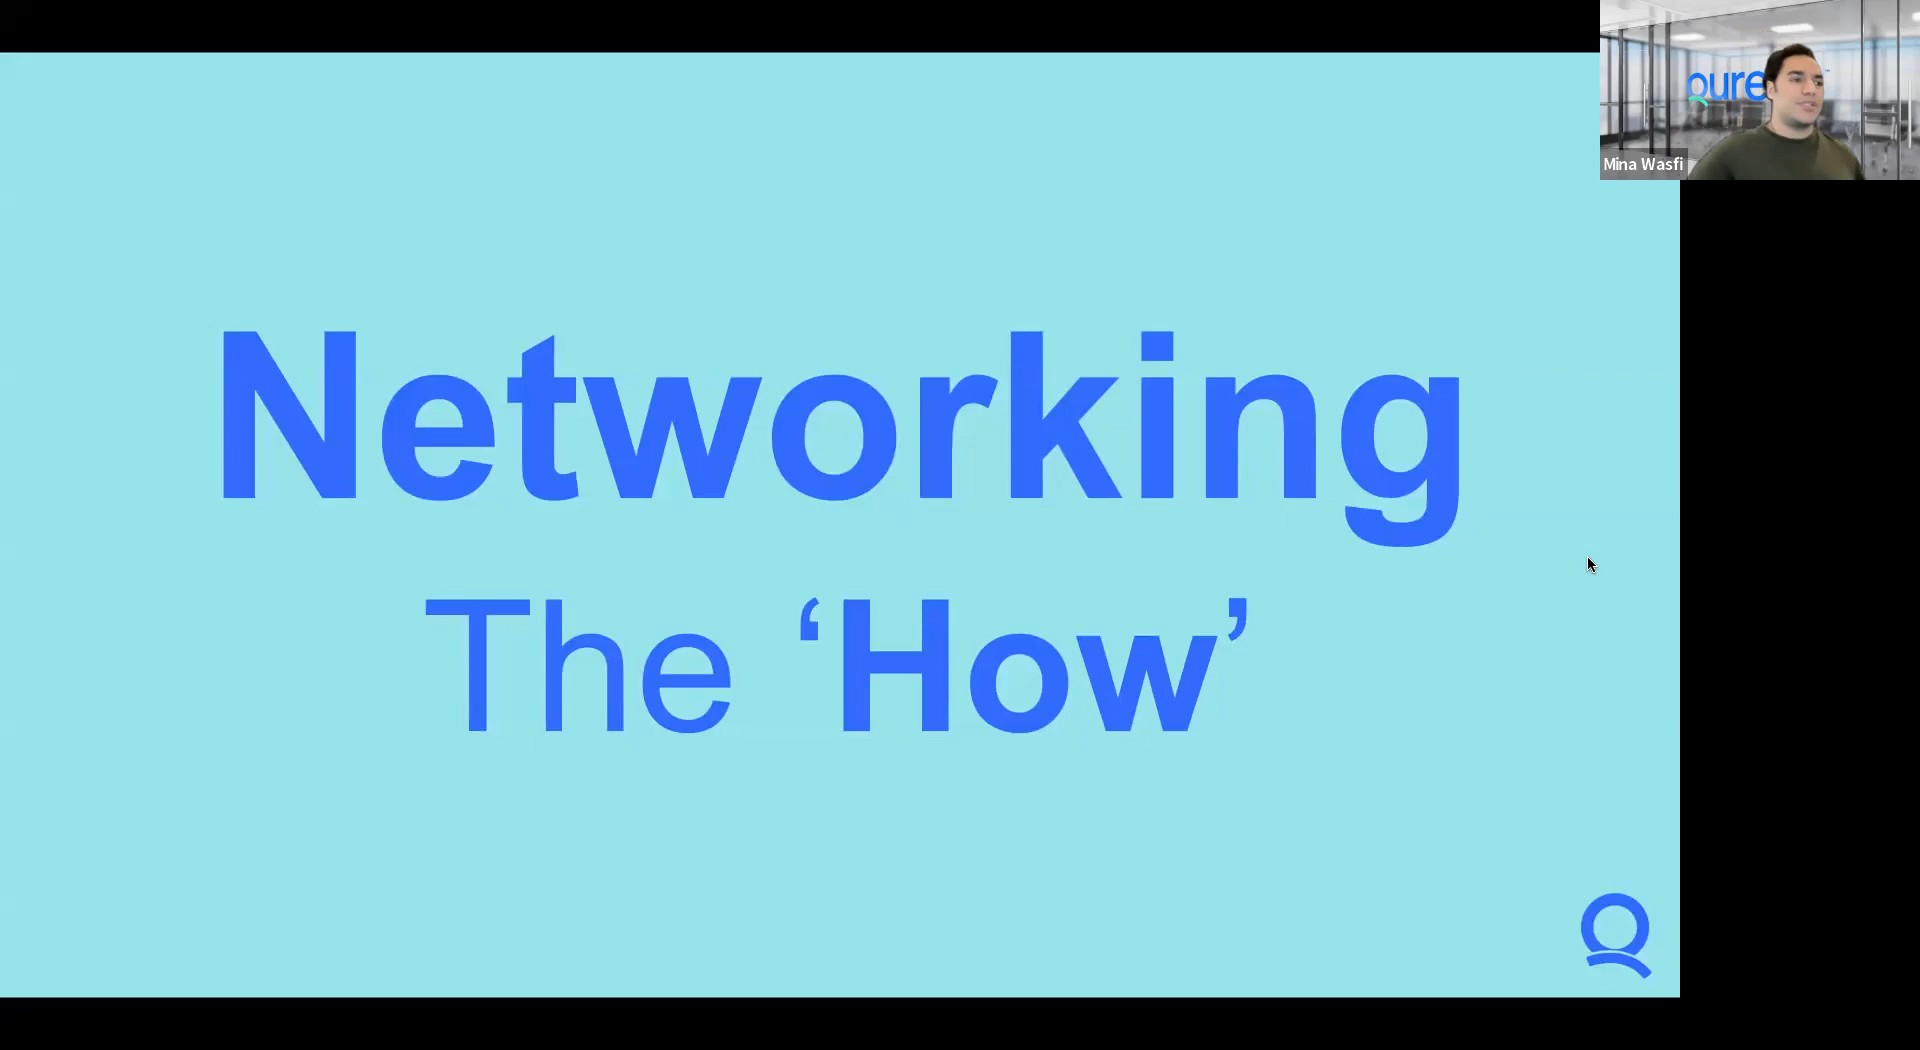 Networking
The ‘How’
Mina Wasfi